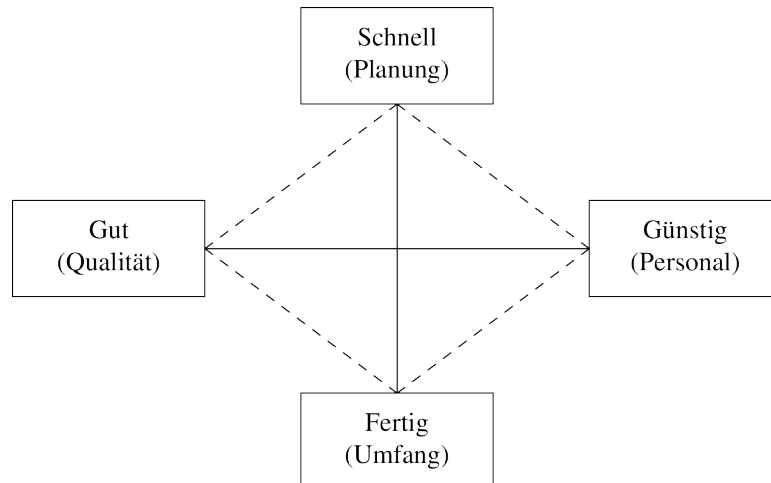 Schnell
(Planung)
Gut
(Qualität)
Günstig
(Personal)
Fertig
(Umfang)